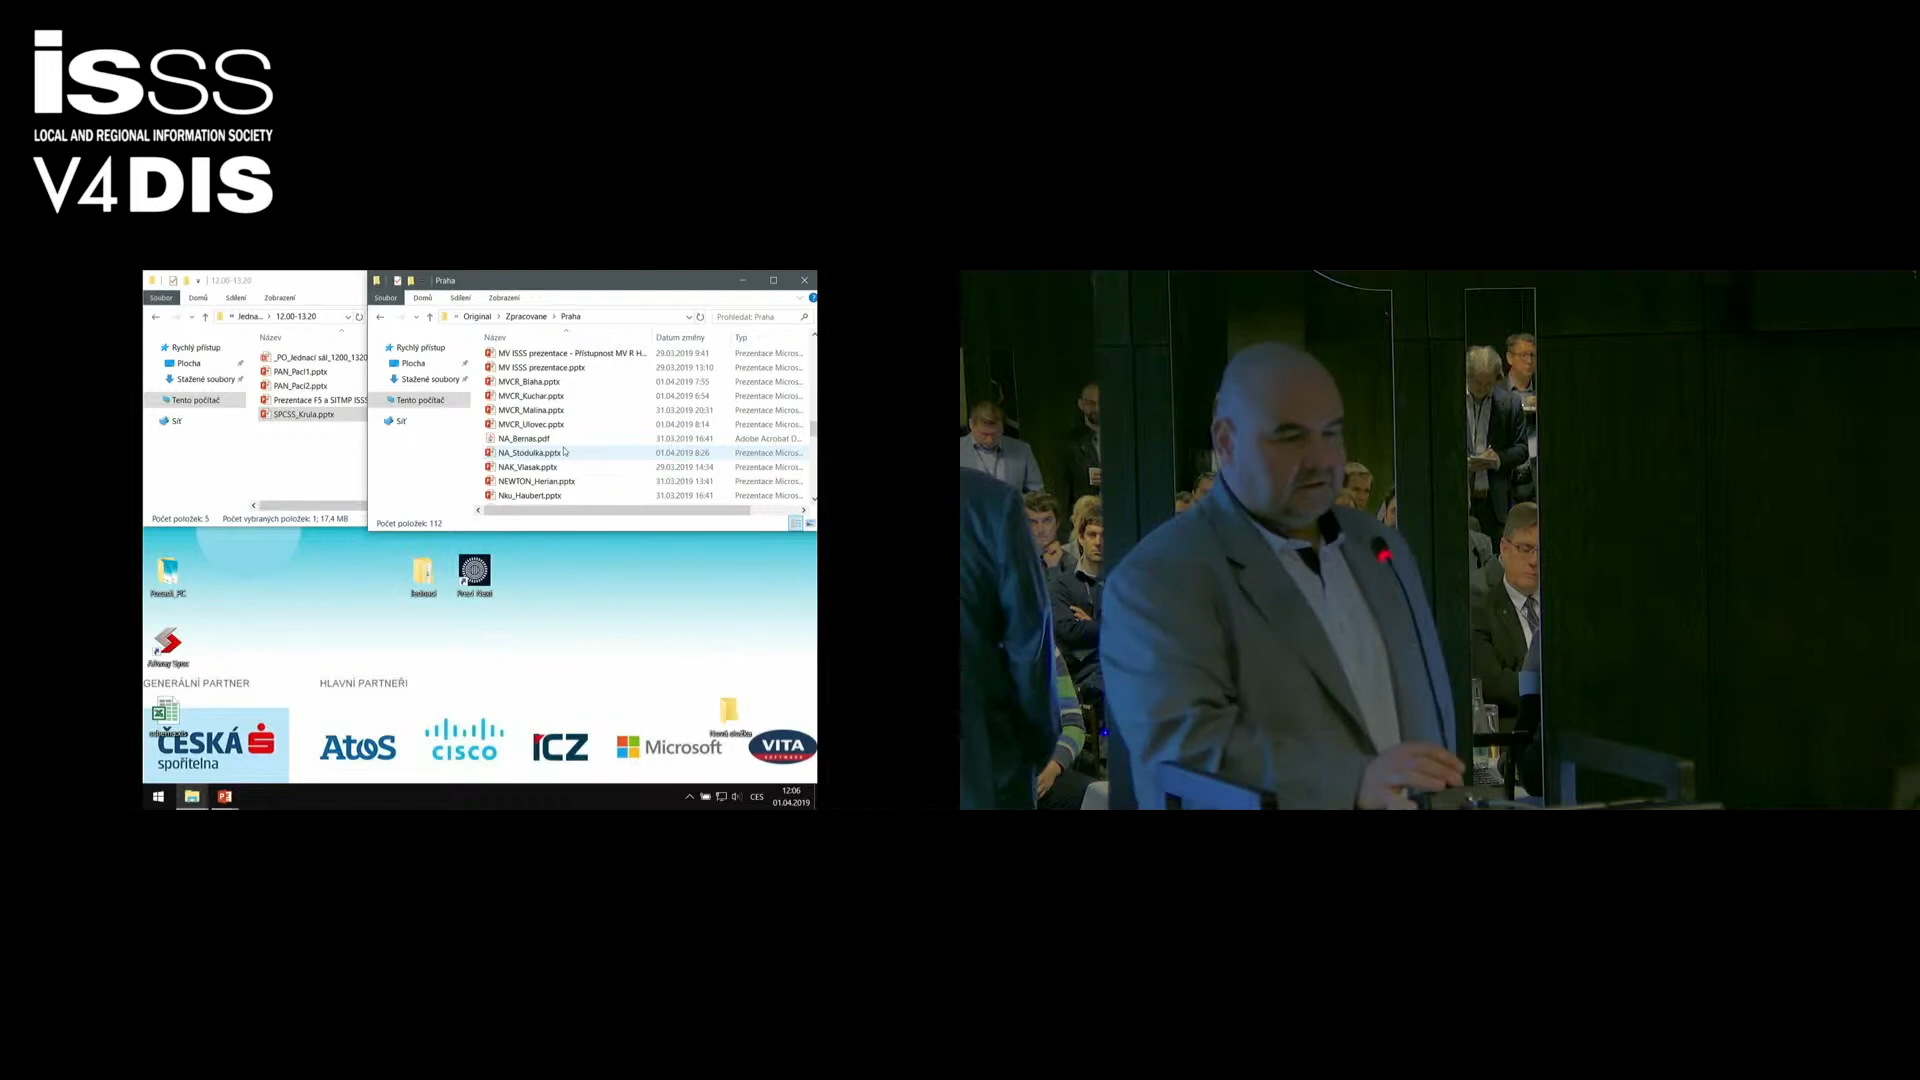 isss
LOCAL AND REGIONAL INFORMATION SOCIETY
V4DIS
12.00-13.20
Soubor Domů Sdílení Zobrazení
« Jedna... > 12.00-13.20
Název
Rychlý přístup
Plocha
Stažené soubory
Tento počítač
Síť
_PO_Jednací sál_1200_1320
PAN_Pacl1.pptx
PAN_Pacl2.pptx
Prezentace F5 a SITMP ISSS
SPCSS_Krula.pptx
Počet položek: 5 Počet vybraných položek: 1; 17,4 MB
Praha
Soubor Domů Sdílení Zobrazení
« Original > Zpracovane > Praha
Prohledat: Praha
Rychlý přístup
Plocha
Stažené soubory
Tento počítač
Síť
Název Datum změny Typ
MV ISSS prezentace - Přístupnost MV R H... 29.03.2019 9:41 Prezentace Micros...
MV ISSS prezentace.pptx 29.03.2019 13:10 Prezentace Micros...
MVCR_Blaha.pptx 01.04.2019 7:55 Prezentace Micros...
MVCR_Kuchar.pptx 01.04.2019 6:54 Prezentace Micros...
MVCR_Malina.pptx 31.03.2019 20:31 Prezentace Micros...
MVCR_Ulovec.pptx 01.04.2019 8:14 Prezentace Micros...
NA_Bernas.pdf 31.03.2019 16:41 Adobe Acrobat D...
NA_Stodulka.pptx 01.04.2019 8:26 Prezentace Micros...
NAK_Vlasak.pptx 29.03.2019 14:34 Prezentace Micros...
NEWTON_Herian.pptx 31.03.2019 13:41 Prezentace Micros...
Nku_Haubert.pptx 31.03.2019 16:41 Prezentace Micros...
Počet položek: 112
Pozadi_PC
Jednací
Prezi Next
Allway Sync
GENERÁLNÍ PARTNER
HLAVNÍ PARTNEŘI
Nová složka
ČESKÁ
spořitelna
Atos
CISCO
ICZ
Microsoft
VITA
SOFTWARE
CES
12:06
01.04.2019